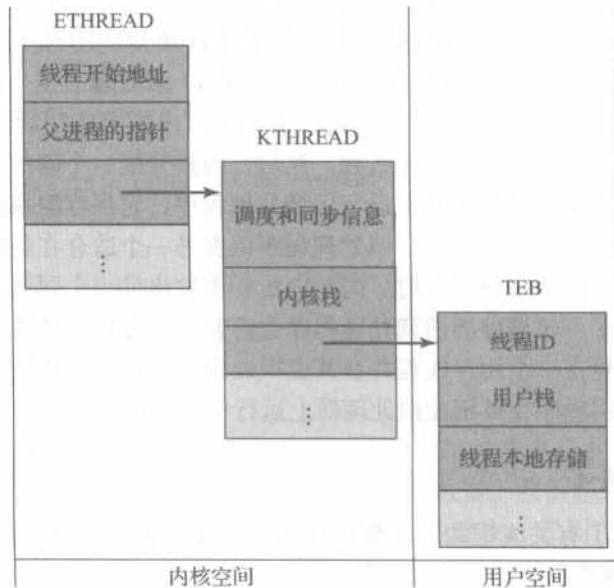 ETHREAD
线程开始地址
父进程的指针
⋮
KTHREAD
调度和同步信息
内核栈
⋮
TEB
线程ID
用户栈
线程本地存储
⋮
内核空间
用户空间